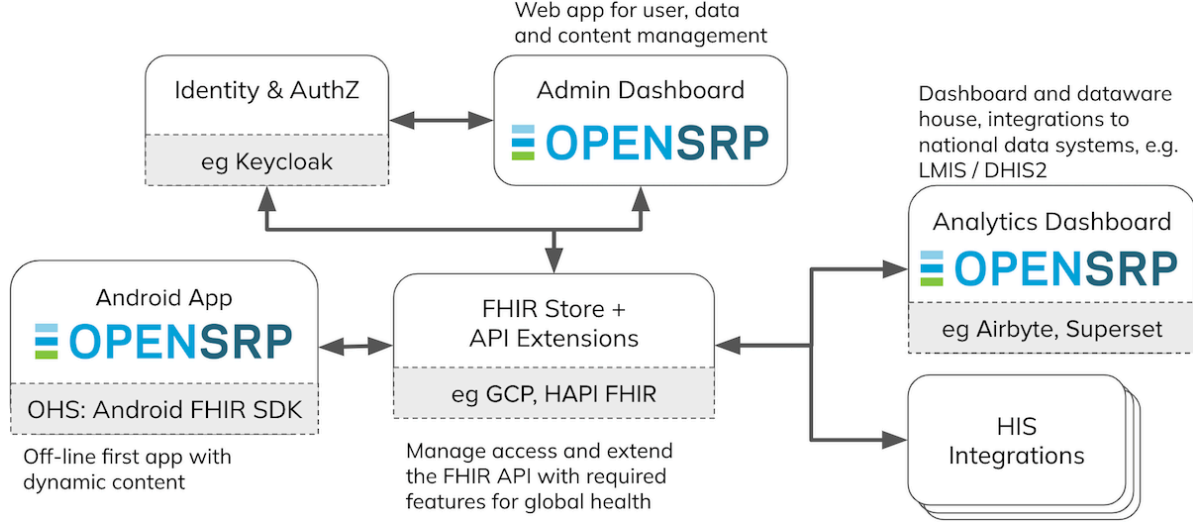 Web app for user, data
and content management
Identity & AuthZ
eg Keycloak
Admin Dashboard
OPENSRP
Dashboard and dataware
house, integrations to
national data systems, e.g.
LMIS / DHIS2
Analytics Dashboard
OPENSRP
eg Airbyte, Superset
Android App
OPENSRP
OHS: Android FHIR SDK
Off-line first app with
dynamic content
FHIR Store +
API Extensions
eg GCP, HAPI FHIR
Manage access and extend
the FHIR API with required
features for global health
HIS
Integrations